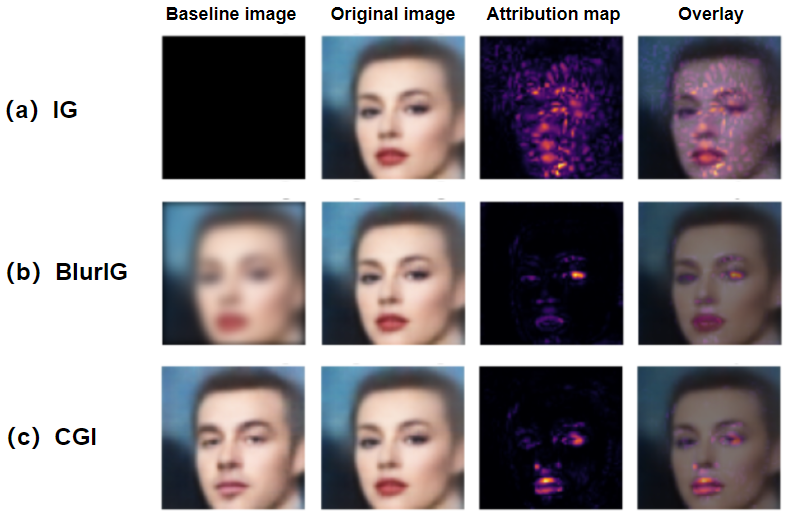 Baseline image Original image Attribution map Overlay
(a) IG
(b) BlurIG
(c) CGI